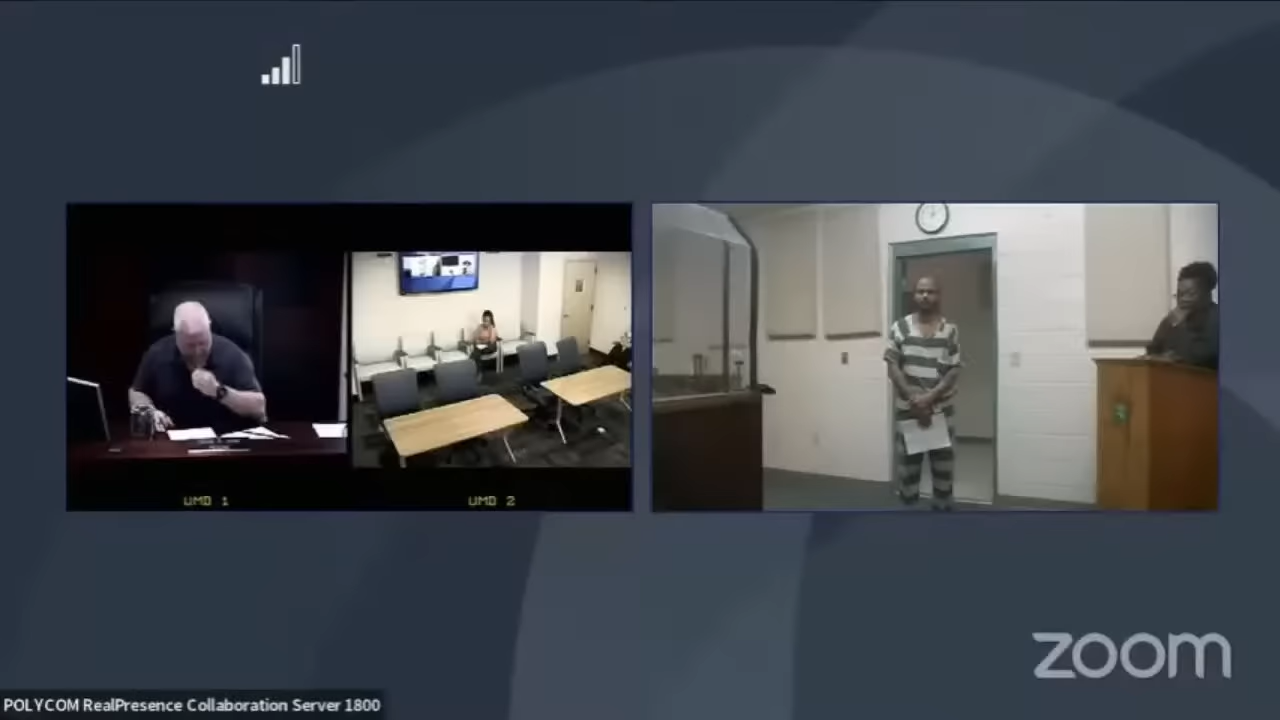 UMD 1
UMD 2
zoom
POLYCOM RealPresence Collaboration Server 1800